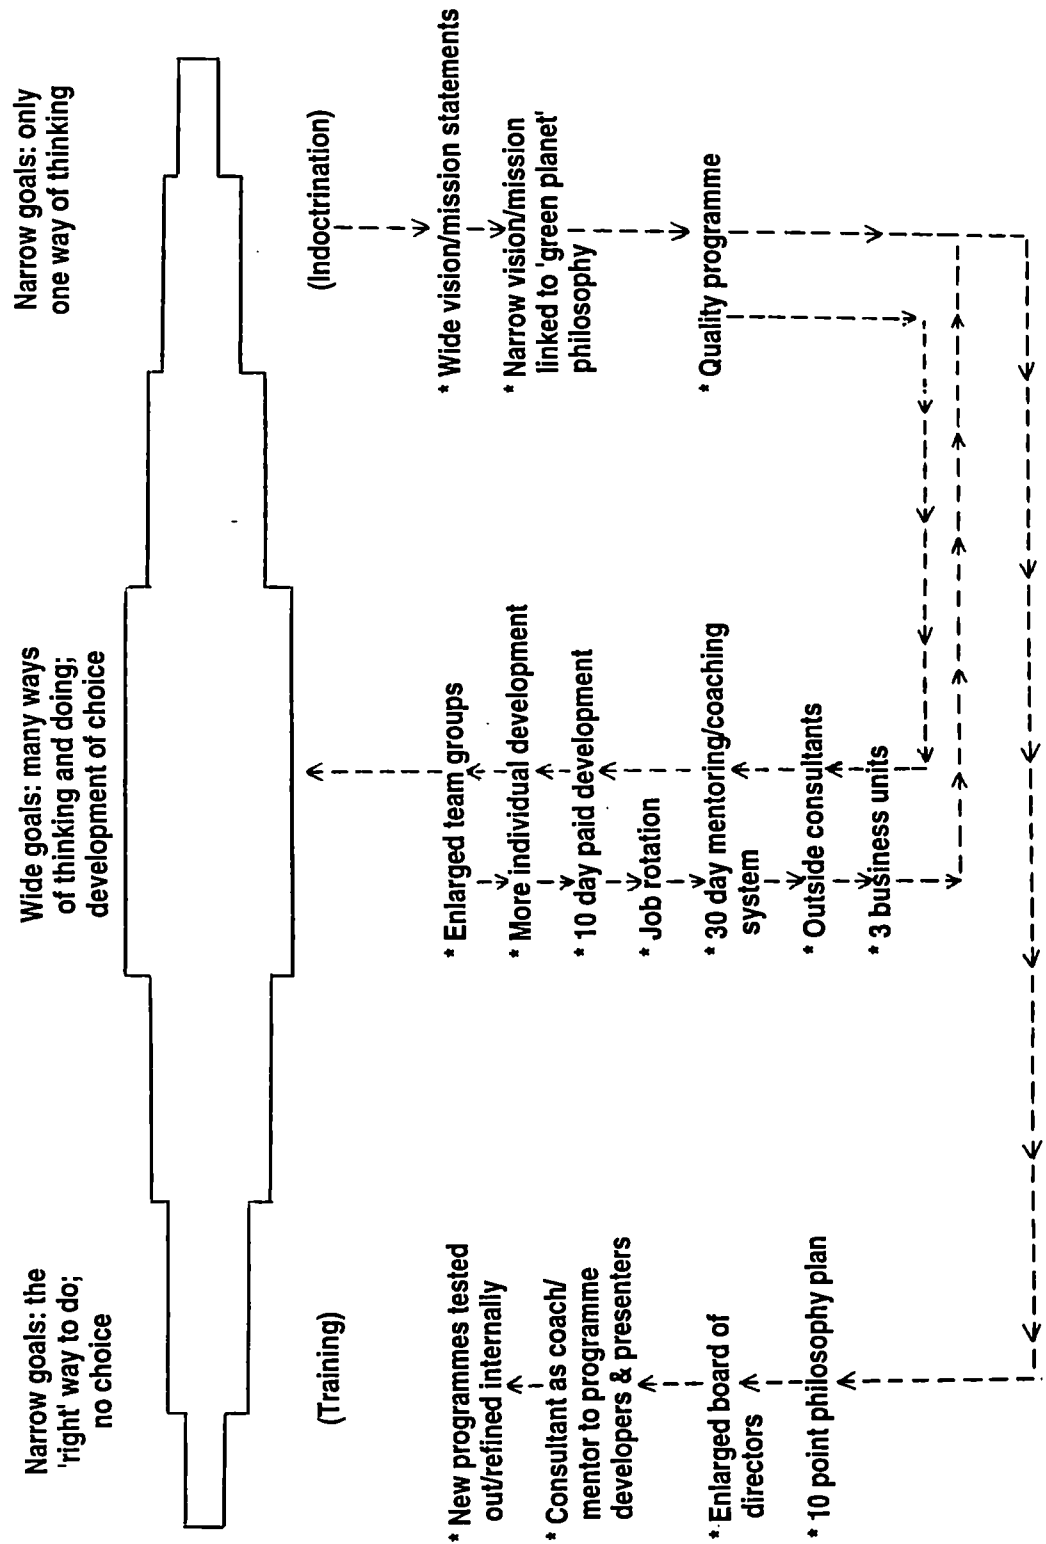 Narrow goals: the
'right' way to do;
no choice
Wide goals: many ways
of thinking and doing;
development of choice
Narrow goals: only
one way of thinking
(Training)
(Indoctrination)
* New programmes tested
out/refined internally
* Consultant as coach/
mentor to programme
developers & presenters
* Enlarged board of
directors
* 10 point philosophy plan
* Enlarged team groups
* More individual development
* 10 day paid development
* Job rotation
* 30 day mentoring/coaching
system
* Outside consultants
* 3 business units
* Wide vision/mission statements
* Narrow vision/mission
linked to 'green planet'
philosophy
* Quality programme